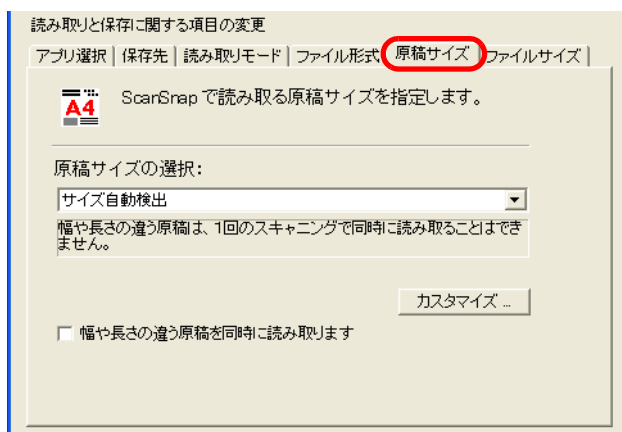 読み取りと保存に関する項目の変更
アプリ選択 保存先 読み取りモード ファイル形式 原稿サイズ ファイルサイズ
A4
ScanSnap で読み取る原稿サイズを指定します。
原稿サイズの選択:
サイズ自動検出
幅や長さの違う原稿は、1回のスキャニングで同時に読み取ることはでき
ません。
カスタマイズ ...
幅や長さの違う原稿を同時に読み取ります